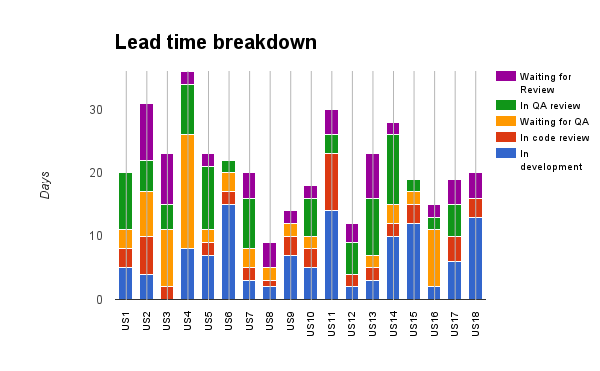 Lead time breakdown
Waiting for
Review
In QA review
Waiting for QA
In code review
In
development
Days
30
20
10
0
US1
US2
US3
US4
US5
US6
US7
US8
US9
US10
US11
US12
US13
US14
US15
US16
US17
US18